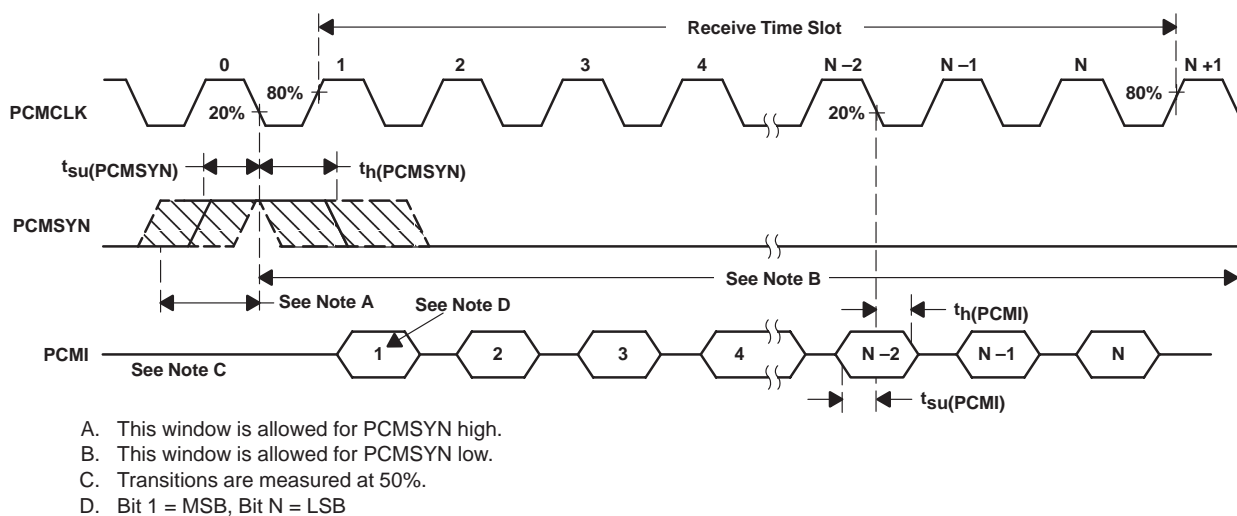 Receive Time Slot
0 1 2 3 4 N –2 N –1 N N +1
80% 80%
20% 20%
PCMCLK
tsu(PCMSYN) th(PCMSYN)
PCMSYN
See Note B
See Note A
See Note D
th(PCMI)
PCMI 1 2 3 4 N –2 N –1 N
See Note C
tsu(PCMI)
A. This window is allowed for PCMSYN high.
B. This window is allowed for PCMSYN low.
C. Transitions are measured at 50%.
D. Bit 1 = MSB, Bit N = LSB